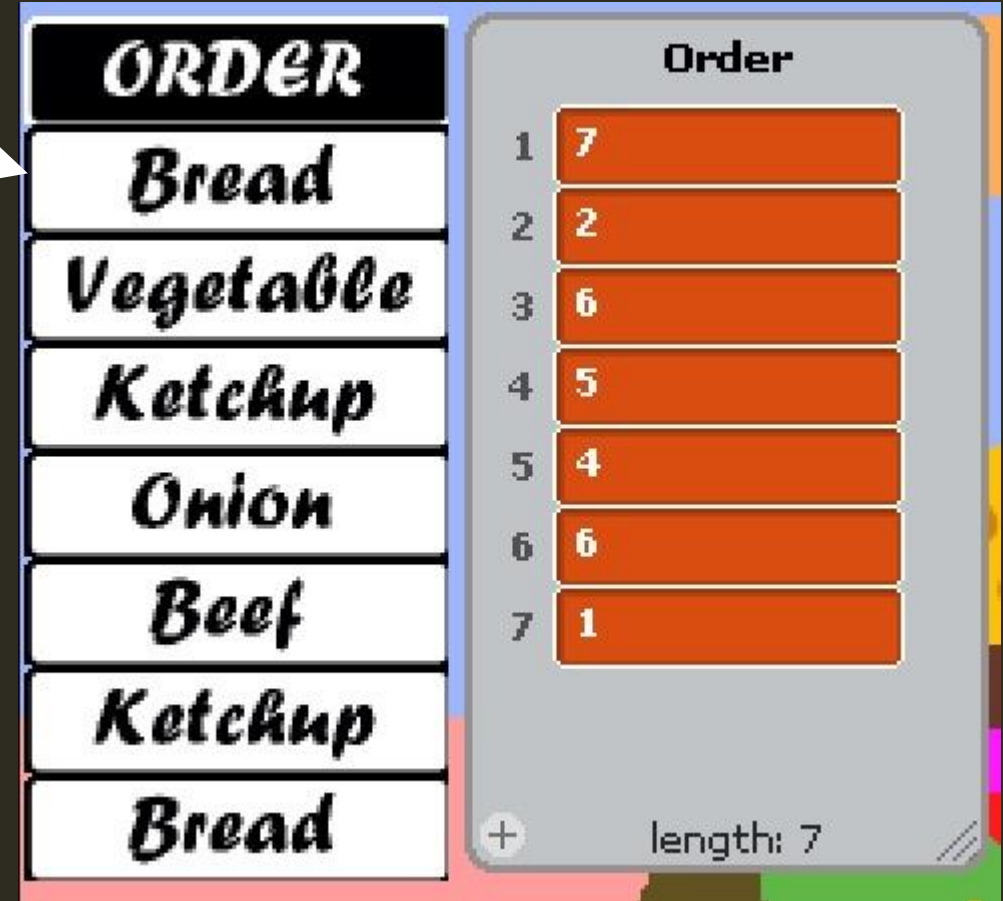 ORDER
Bread
Vegetable
Ketchup
Onion
Beef
Ketchup
Bread
Order
1 7
2 2
3 6
4 5
5 4
6 6
7 1
+ length: 7